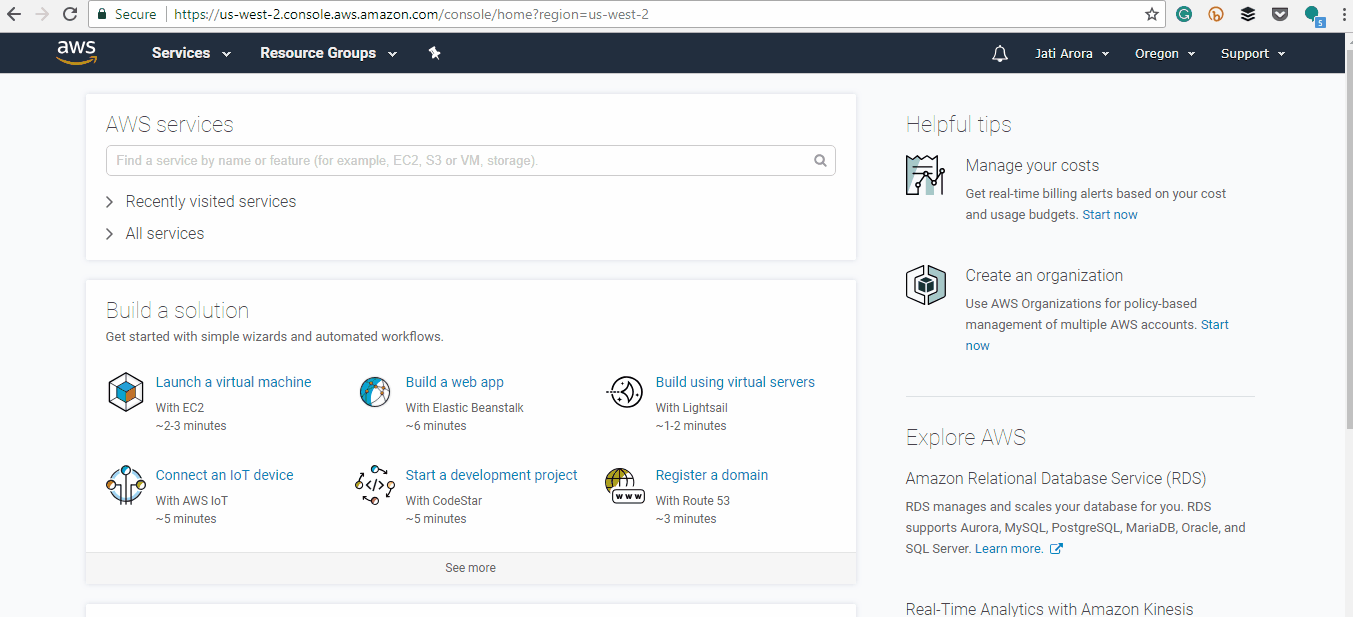 Secure https://us-west-2.console.aws.amazon.com/console/home?region=us-west-2
5
aws Services Resource Groups Jati Arora Oregon Support
AWS services
Find a service by name or feature (for example, EC2, S3 or VM, storage).
Recently visited services
All services
Build a solution
Get started with simple wizards and automated workflows.
Launch a virtual machine
With EC2
~2-3 minutes
Build a web app
With Elastic Beanstalk
~6 minutes
Build using virtual servers
With Lightsail
~1-2 minutes
Connect an IoT device
With AWS IoT
~5 minutes
Start a development project
With CodeStar
~5 minutes
www
Register a domain
With Route 53
~3 minutes
See more
Helpful tips
Manage your costs
Get real-time billing alerts based on your cost
and usage budgets. Start now
Create an organization
Use AWS Organizations for policy-based
management of multiple AWS accounts. Start
now
Explore AWS
Amazon Relational Database Service (RDS)
RDS manages and scales your database for you. RDS
supports Aurora, MySQL, PostgreSQL, MariaDB, Oracle, and
SQL Server. Learn more.
Real-Time Analytics with Amazon Kinesis